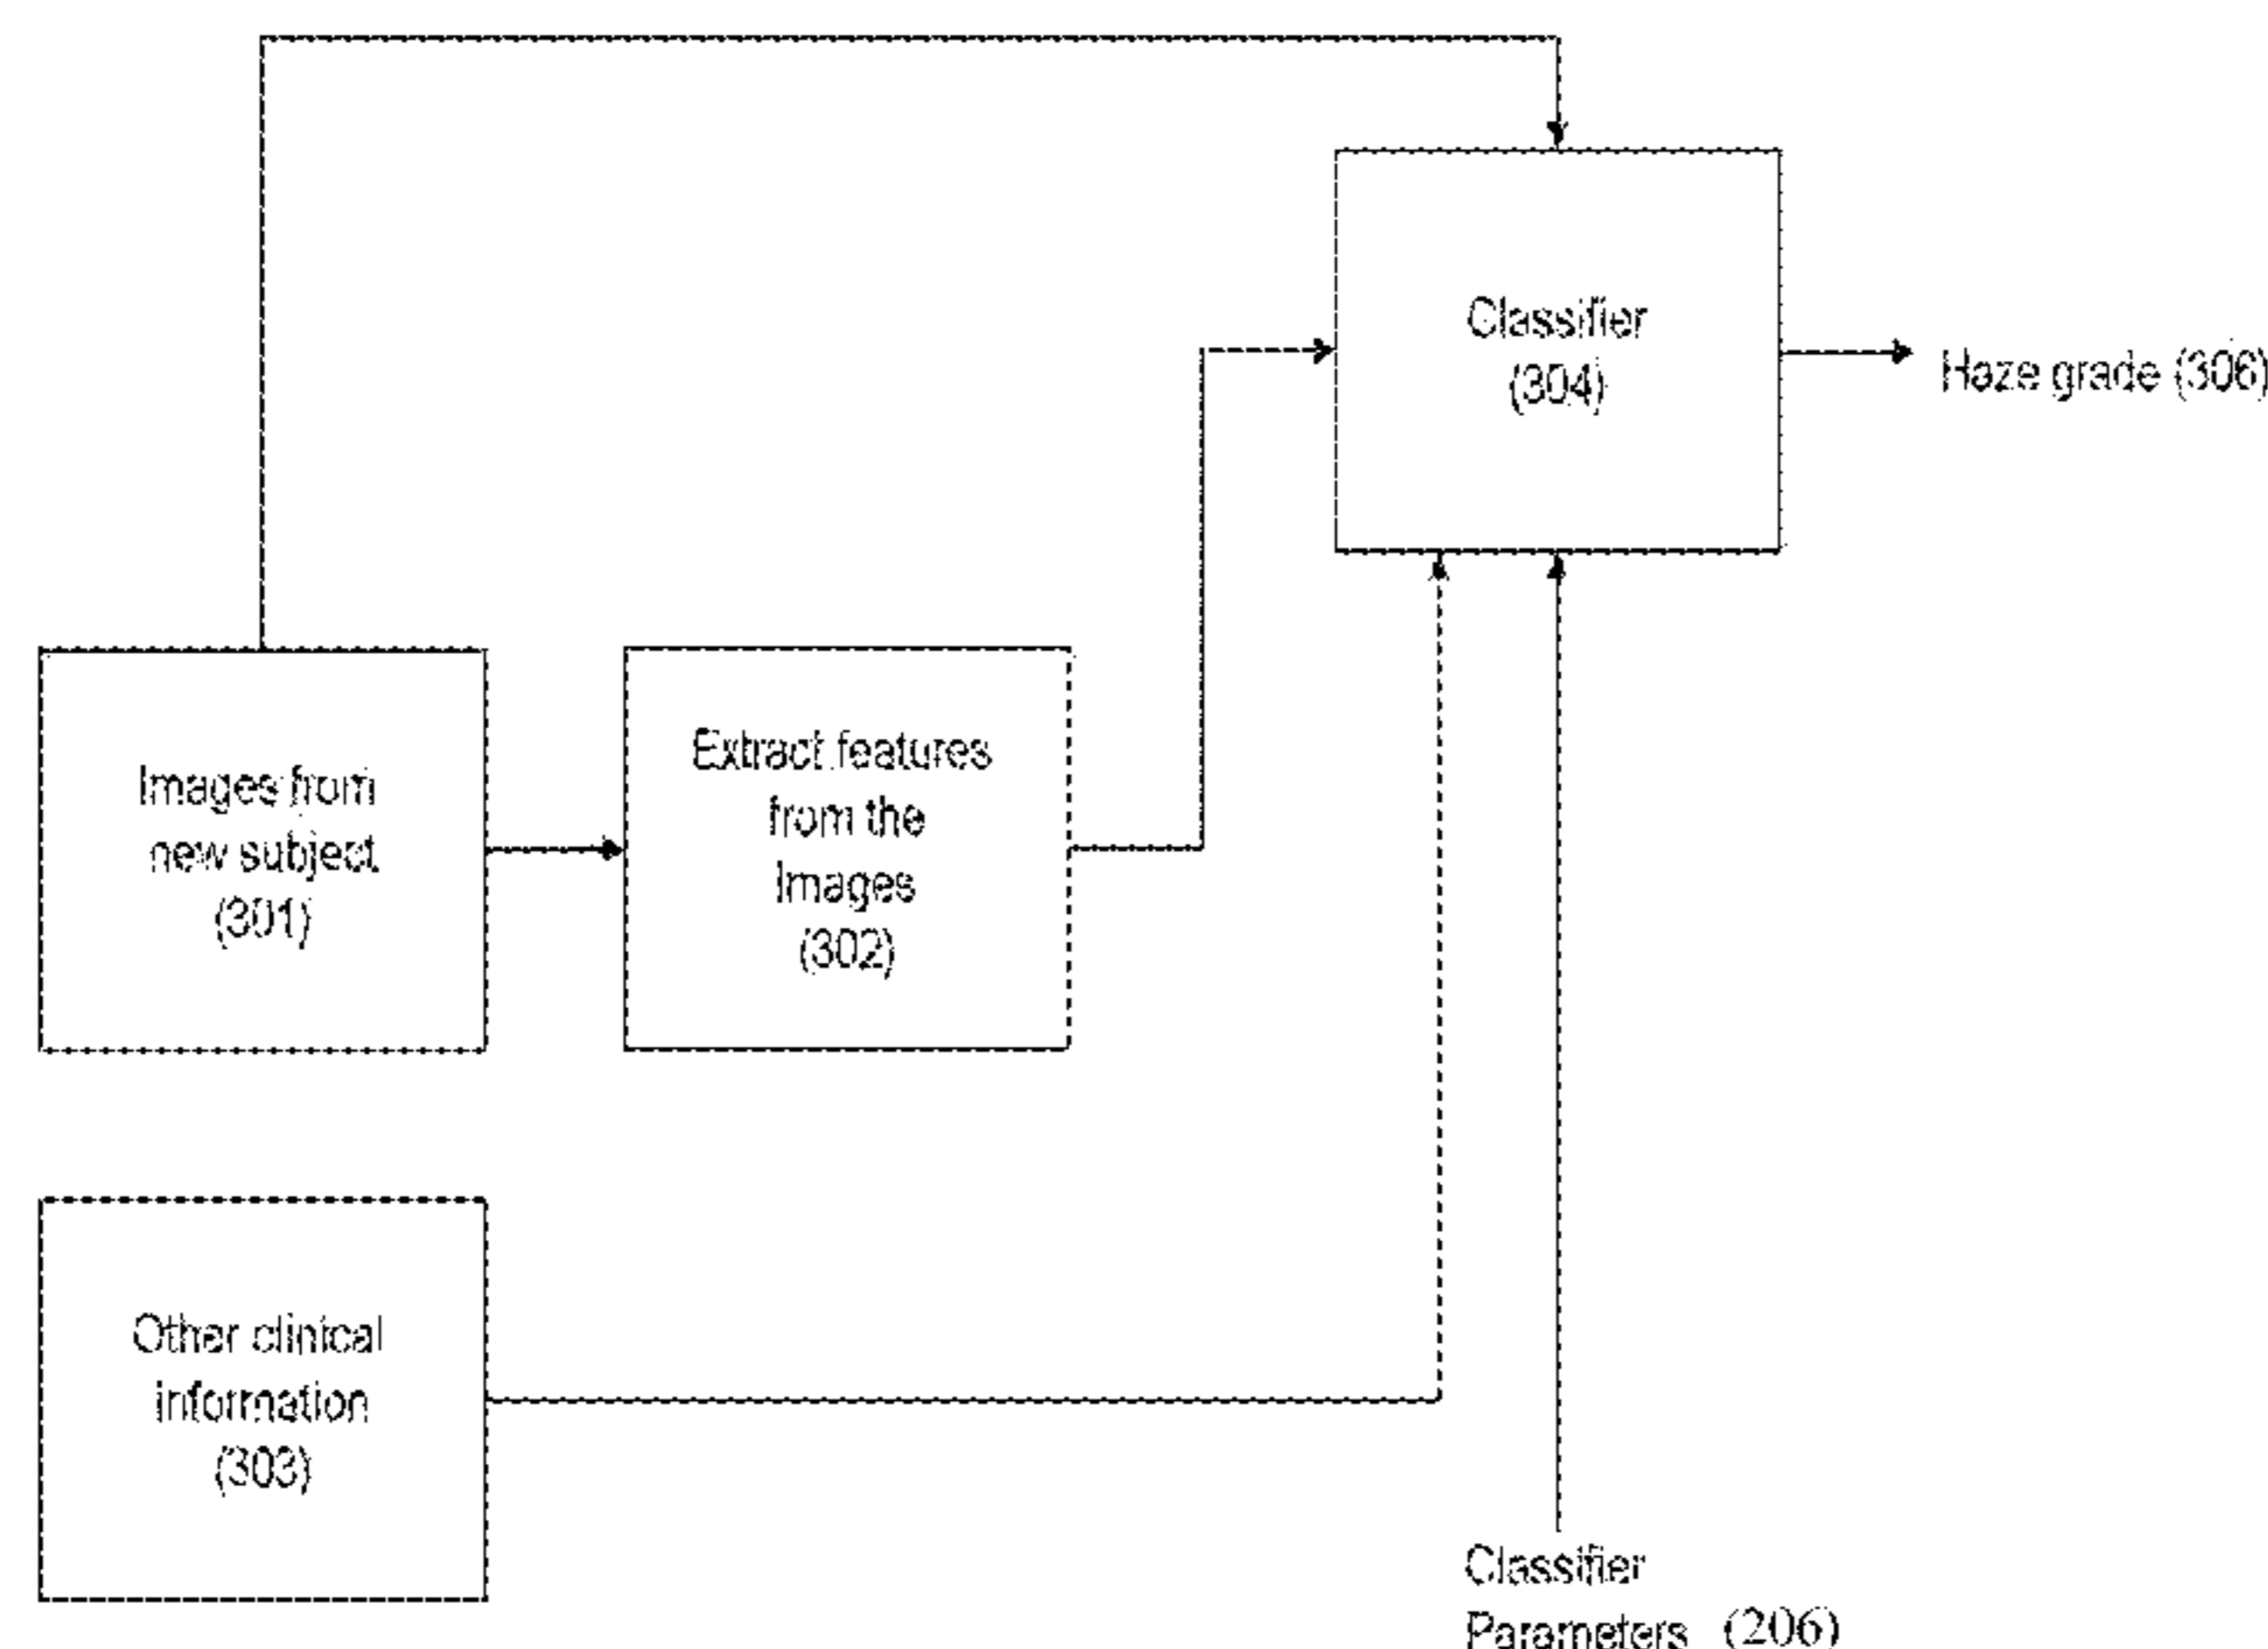 Classifier
(304)
Haze grade (306)
Images from
new subject
(301)
Extract features
from the
Images
(302)
Other clinical
information
(303)
Classifier
Parameters (206)